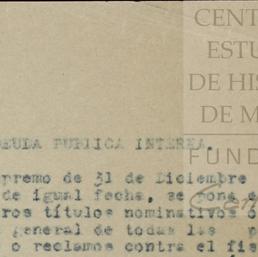 CENT
ESTU
DE HIS
DE M
FUND
DEUDA PUBLICA INTERNA.
premo de 31 de Diciembre
de igual fecha, se pone e
ros títulos nominativos ó
general de todas las p
o reclamos contra el fis